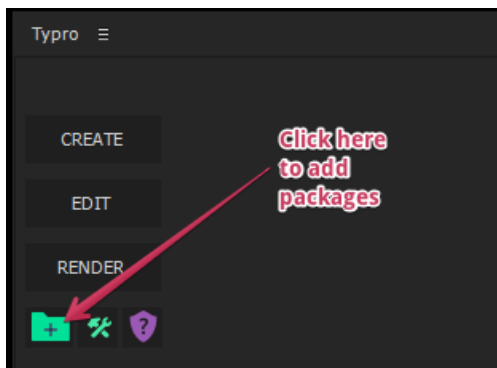 Typro
CREATE
Click here
to add
packages
EDIT
RENDER
?